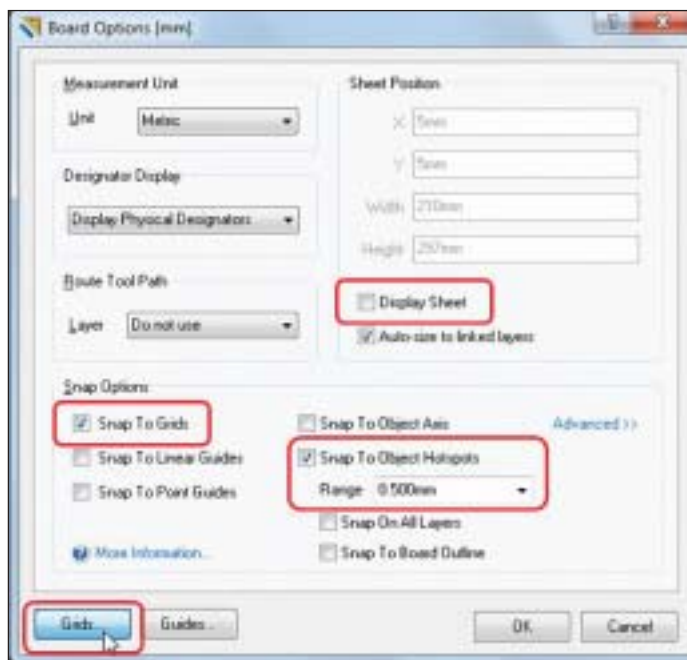 Board Options [mm]
Measurement Unit
Unit Metric
Designator Display
Display Physical Designators
Route Tool Path
Layer Do not use
Sheet Position
X 5mm
Y 5mm
Width 210mm
Height 297mm
Display Sheet
Auto-size to linked layers
Snap Options
Snap To Grids
Snap To Linear Guides
Snap To Point Guides
More Information...
Snap To Object Axis
Advanced >>
Snap To Object Hotspots
Range 0.500mm
Snap On All Layers
Snap To Board Outline
Grids...
Guides...
OK
Cancel